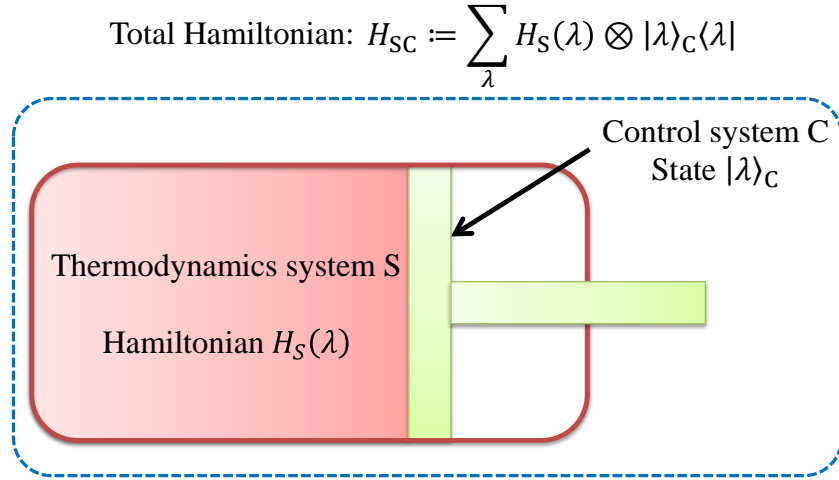 Total Hamiltonian: H_SC ≔ ∑_λ H_S(λ) ⊗ |λ⟩_C⟨λ|
Control system C
State |λ⟩_C
Thermodynamics system S
Hamiltonian H_S(λ)